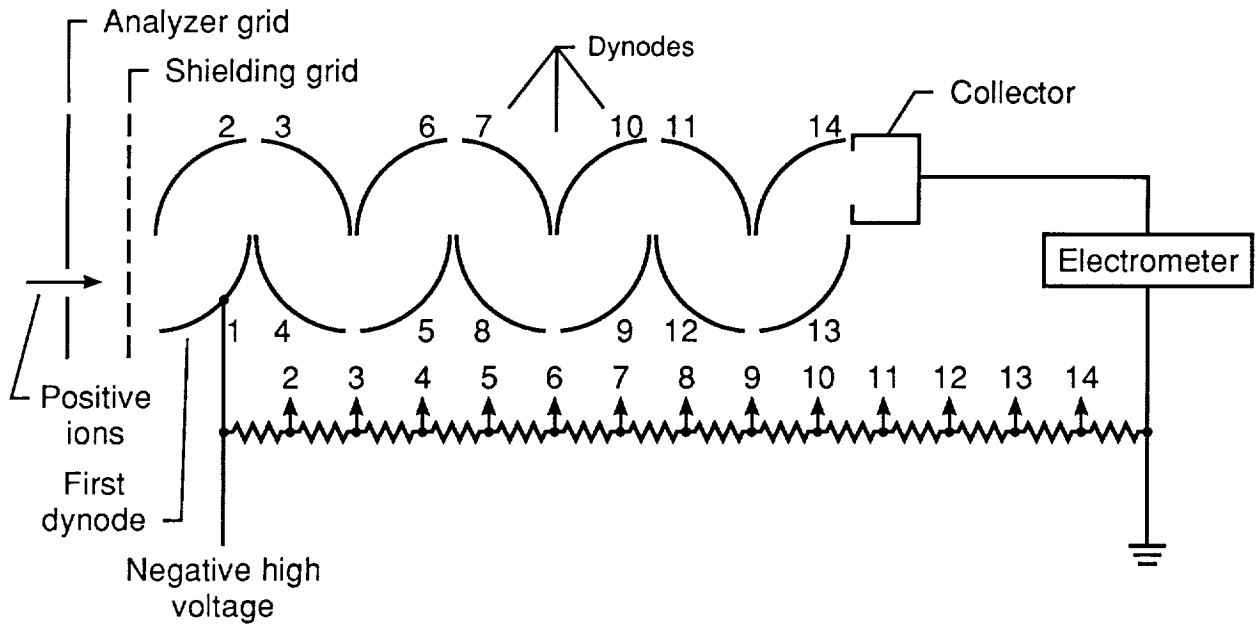 Analyzer grid
Shielding grid
Dynodes
Collector
2 3 6 7 10 11 14
Electrometer
1 4 5 8 9 12 13
2 3 4 5 6 7 8 9 10 11 12 13 14
Positive
ions
First
dynode
Negative high
voltage